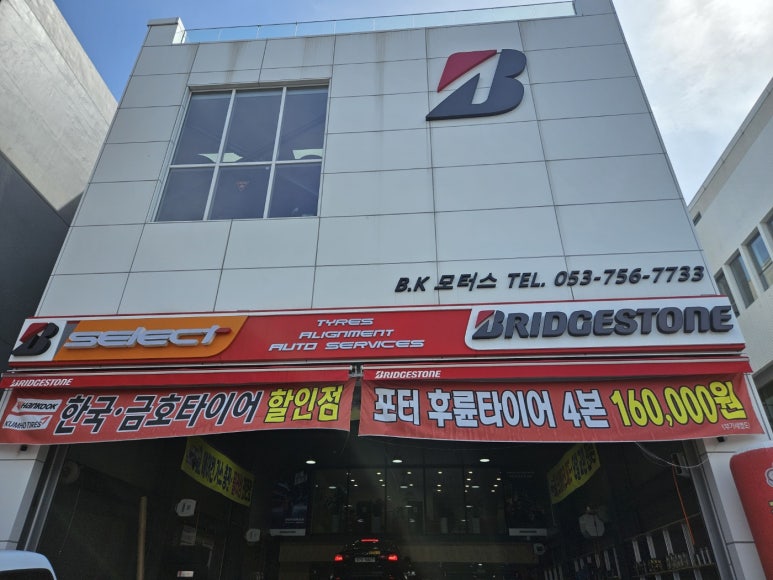 B.K 모터스 TEL. 053-756-7733
select
TYRES
ALIGNMENT
AUTO SERVICES
BRIDGESTONE
BRIDGESTONE
BRIDGESTONE
HANKOOK
KUMHO TIRES
한국·금호타이어 할인점
포터 후륜타이어 4본 160,000원